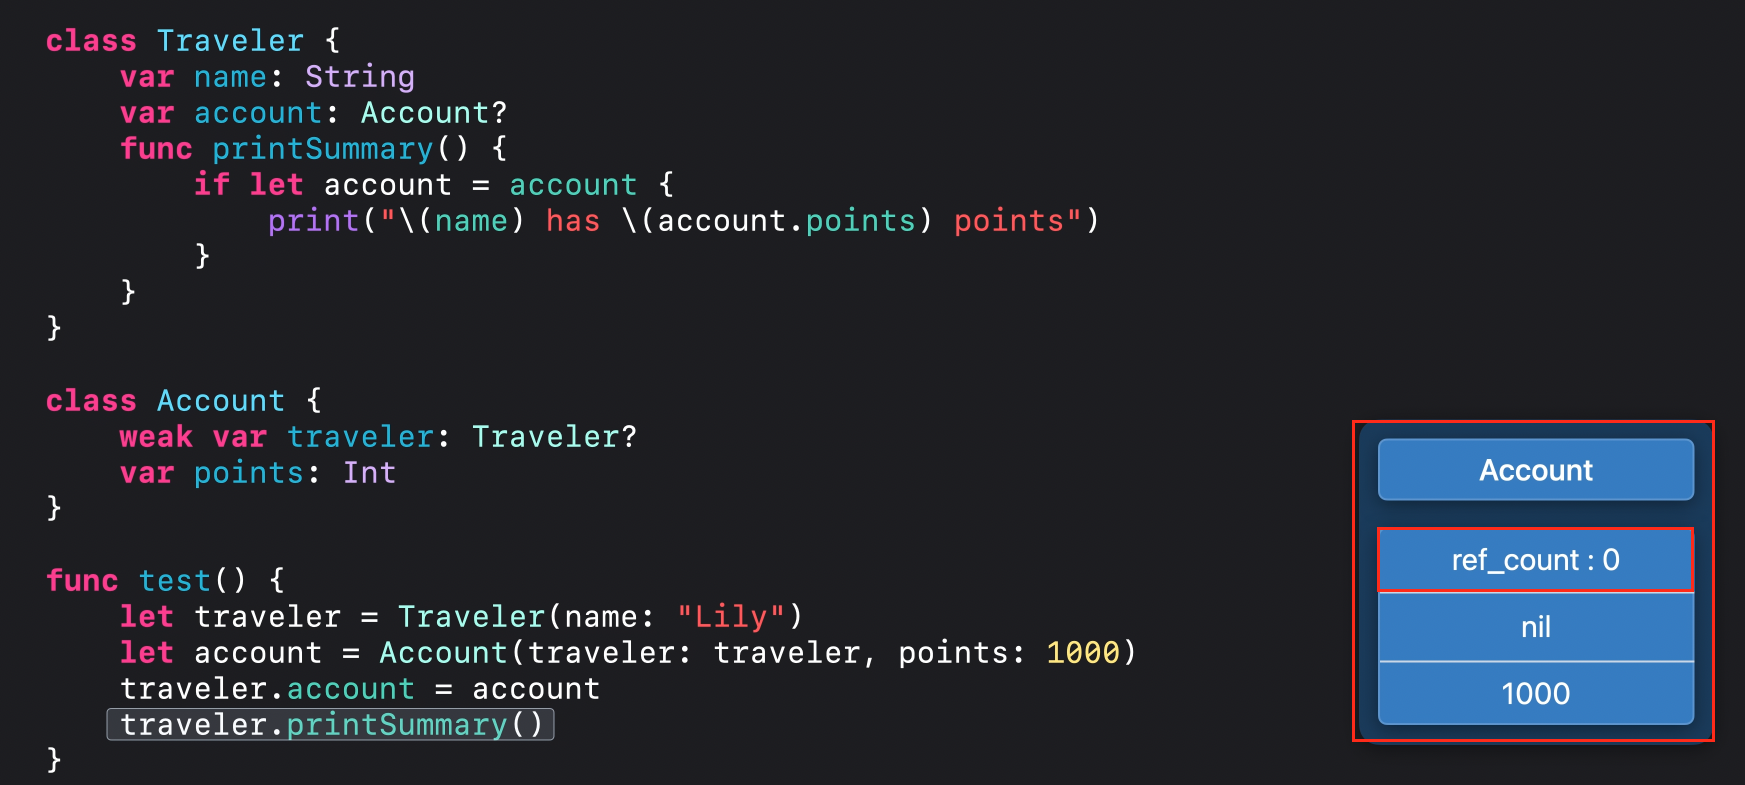 class Traveler {
var name: String
var account: Account?
func printSummary() {
if let account = account {
print("\(name) has \(account.points) points")
}
}
}
class Account {
weak var traveler: Traveler?
var points: Int
}
func test() {
let traveler = Traveler(name: "Lily")
let account = Account(traveler: traveler, points: 1000)
traveler.account = account
traveler.printSummary()
}
Account
ref_count : 0
nil
1000